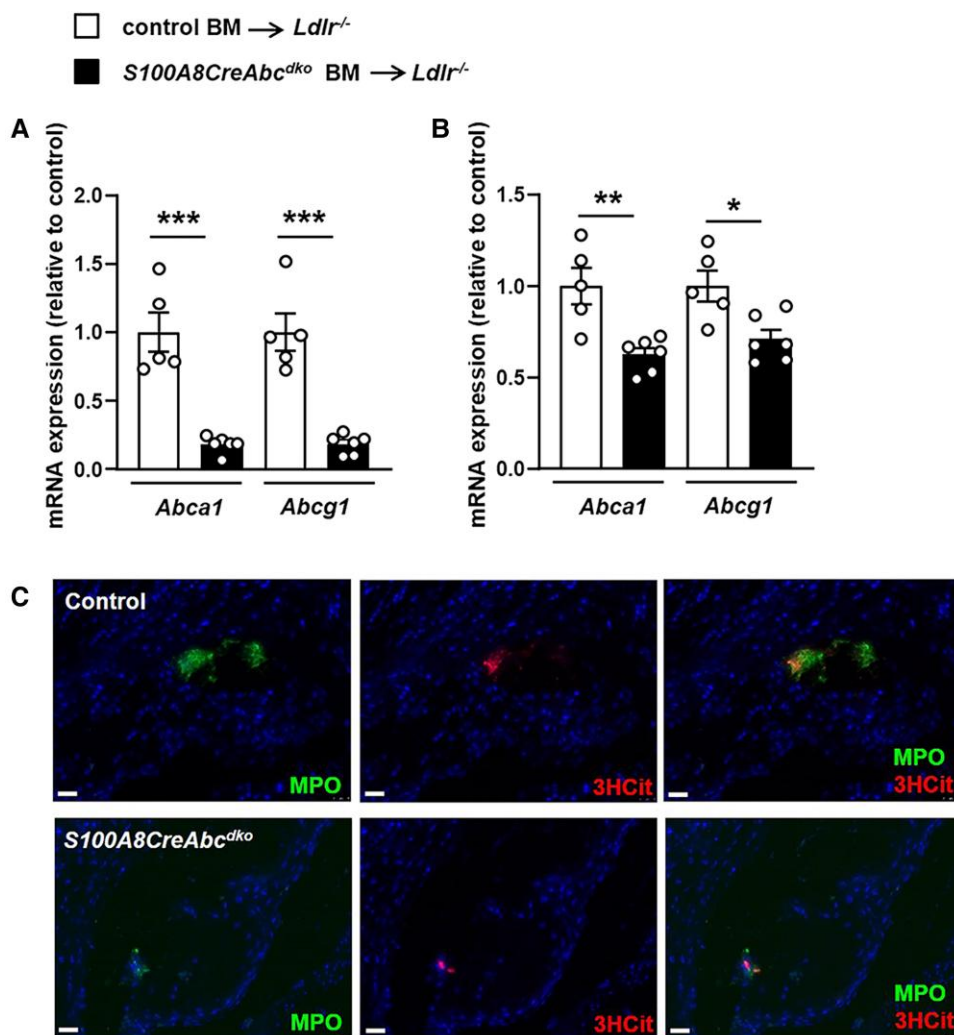 control BM → Ldlr-/-
S100A8CreAbcdko BM → Ldlr-/-
A
B
mRNA expression (relative to control)
2.0
1.5
1.0
0.5
0.0
***
***
Abca1
Abcg1
mRNA expression (relative to control)
1.5
1.0
0.5
0.0
**
*
Abca1
Abcg1
C
Control
MPO
3HCit
MPO
3HCit
S100A8CreAbcdko
MPO
3HCit
MPO
3HCit